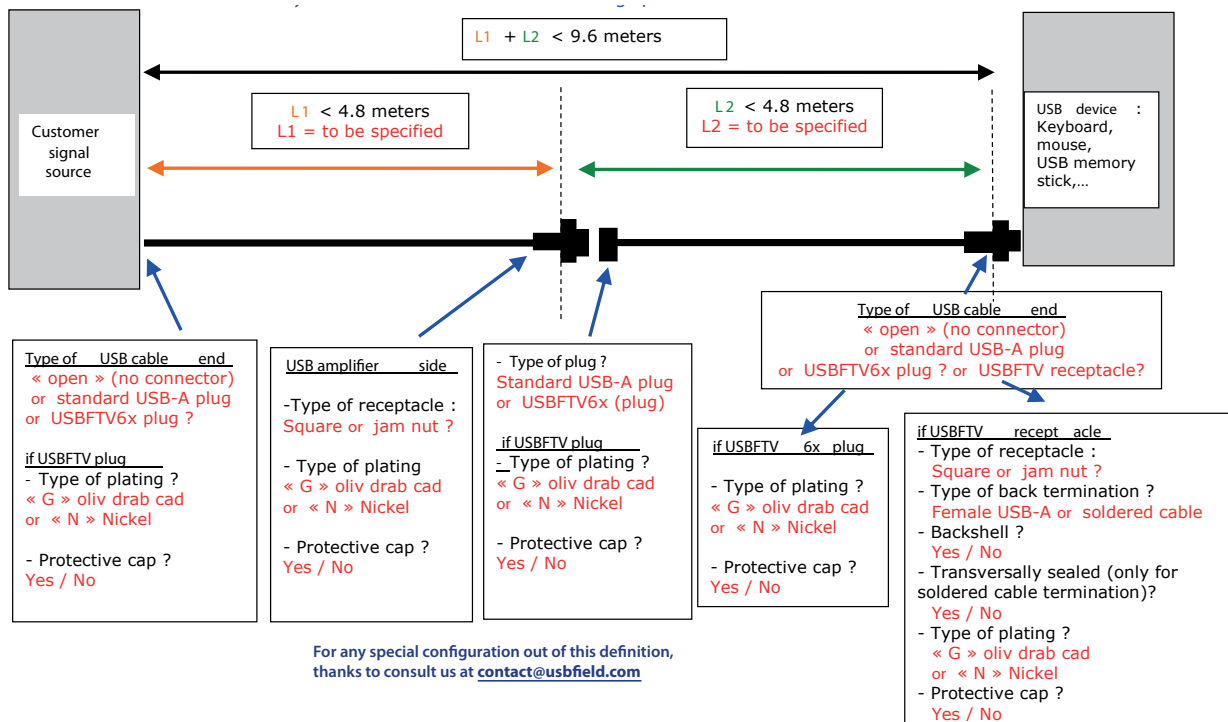 L1 + L2 < 9.6 meters
L1 < 4.8 meters
L1 = to be specified
L2 < 4.8 meters
L2 = to be specified
Customer
signal
source
USB device :
Keyboard,
mouse,
USB memory
stick,...
Type of USB cable end
« open » (no connector)
or standard USB-A plug
or USBFTV6x plug ?
if USBFTV plug
- Type of plating ?
« G » oliv drab cad
or « N » Nickel
- Protective cap ?
Yes / No
USB amplifier side
-Type of receptacle :
Square or jam nut ?
- Type of plating
« G » oliv drab cad
or « N » Nickel
- Protective cap ?
Yes / No
- Type of plug ?
Standard USB-A plug
or USBFTV6x (plug)
if USBFTV plug
- Type of plating ?
« G » oliv drab cad
or « N » Nickel
- Protective cap ?
Yes / No
Type of USB cable end
« open » (no connector)
or standard USB-A plug
or USBFTV6x plug ? or USBFTV receptacle?
if USBFTV 6x plug
- Type of plating ?
« G » oliv drab cad
or « N » Nickel
- Protective cap ?
Yes / No
if USBFTV recept acle
- Type of receptacle :
Square or jam nut ?
- Type of back termination ?
Female USB-A or soldered cable
- Backshell ?
Yes / No
- Transversally sealed (only for
soldered cable termination)?
Yes / No
- Type of plating ?
« G » oliv drab cad
or « N » Nickel
- Protective cap ?
Yes / No
For any special configuration out of this definition,
thanks to consult us at contact@usbfield.com